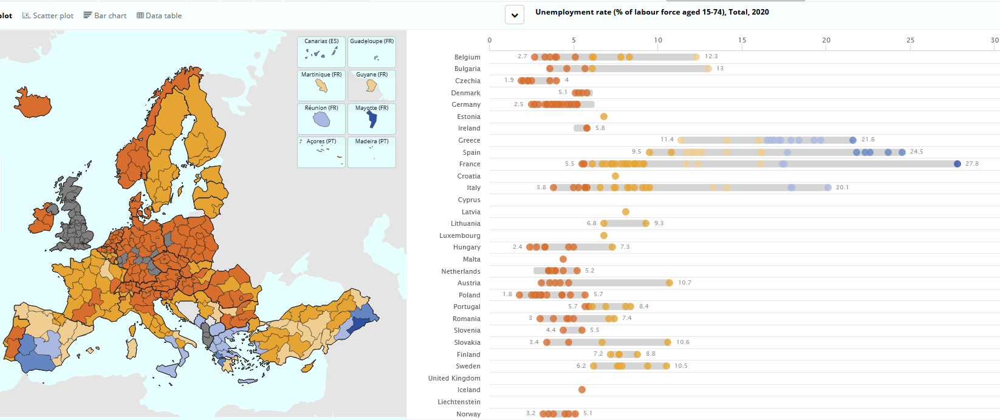 lot Scatter plot Bar chart Data table
Unemployment rate (% of labour force aged 15-74), Total, 2020
Canarias (ES) Guadeloupe (FR)
Martinique (FR) Guyane (FR)
Réunion (FR) Mayotte (FR)
Açores (PT) Madeira (PT)
0 5 10 15 20 25 30
Belgium 2.7 12.3
Bulgaria 13
Czechia 1.9 4
Denmark 5.1
Germany 2.5
Estonia
Ireland 5.8
Greece 11.4 21.6
Spain 9.5 24.5
France 5.5 27.8
Croatia
Italy 3.8 20.1
Cyprus
Latvia
Lithuania 6.8 9.3
Luxembourg
Hungary 2.4 7.3
Malta
Netherlands 5.2
Austria 10.7
Poland 1.8 5.7
Portugal 5.7 8.4
Romania 3 7.4
Slovenia 4.4 5.5
Slovakia 3.4 10.6
Finland 7.2 8.8
Sweden 6.2 10.5
United Kingdom
Iceland
Liechtenstein
Norway 3.2 5.1